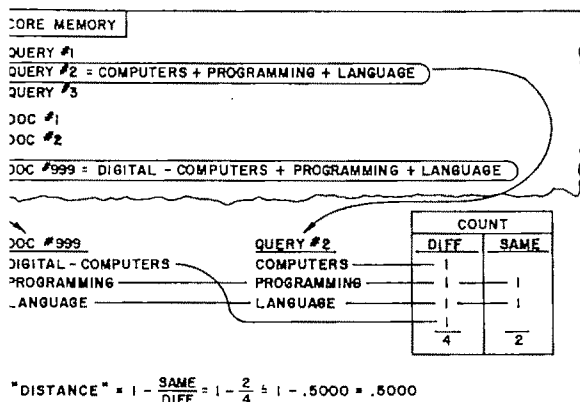 CORE MEMORY
QUERY #1
QUERY #2 = COMPUTERS + PROGRAMMING + LANGUAGE
QUERY #3
DOC #1
DOC #2
DOC #999 = DIGITAL - COMPUTERS + PROGRAMMING + LANGUAGE
COUNT
DOC #999 QUERY #2 DIFF SAME
DIGITAL - COMPUTERS COMPUTERS 1
PROGRAMMING PROGRAMMING 1 1
LANGUAGE LANGUAGE 1 1
1
4 2
"DISTANCE" = 1 - SAME/DIFF = 1 - 2/4 = 1 - .5000 = .5000